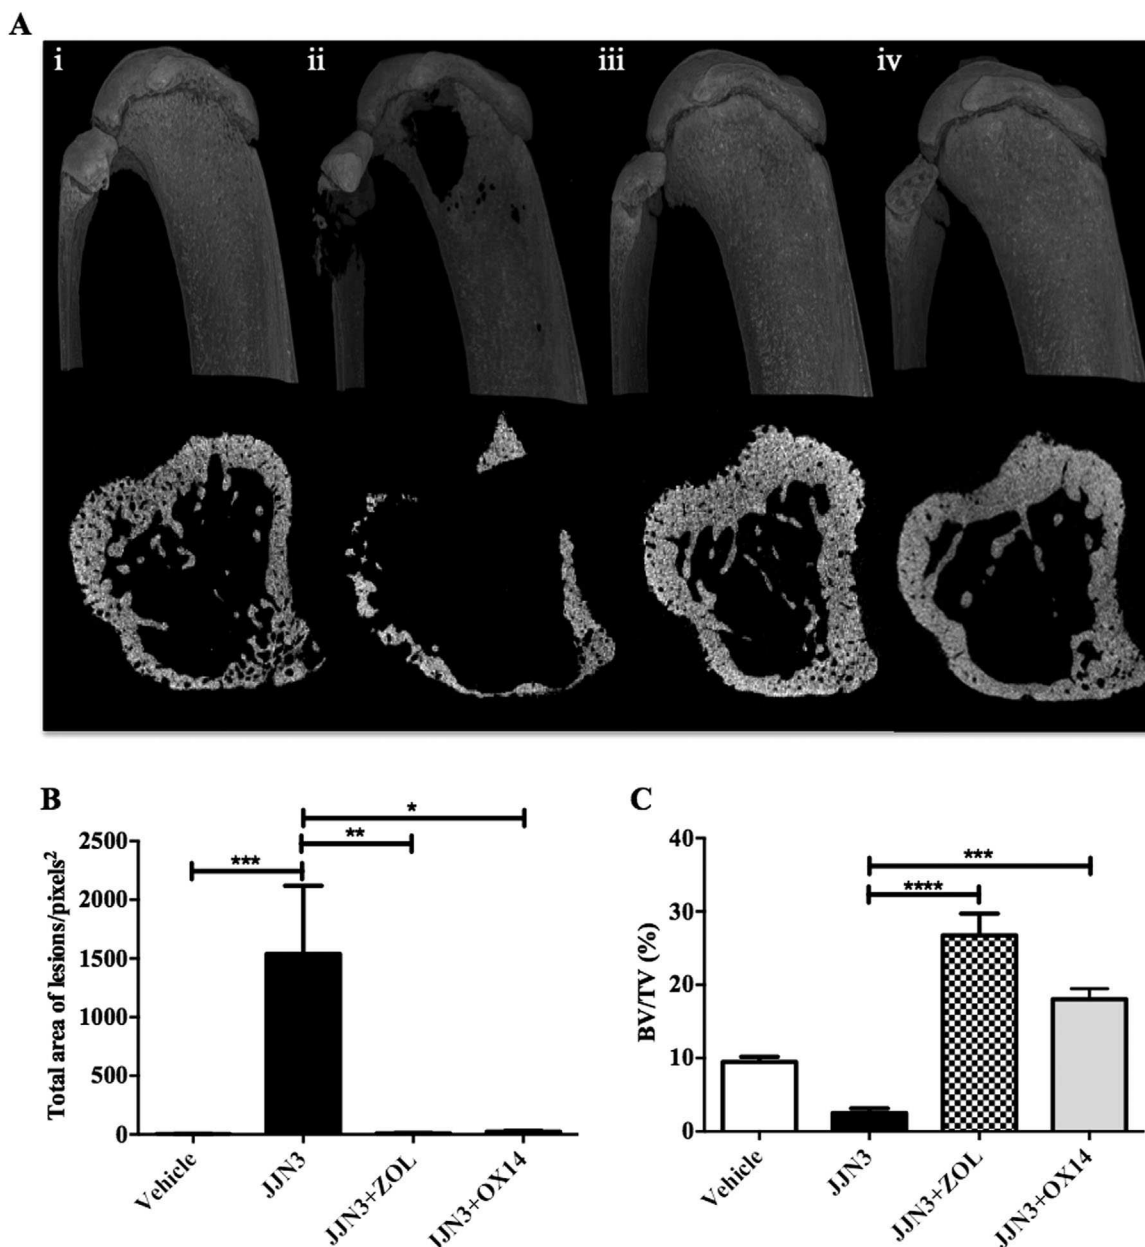 A
i ii iii iv
B
Total area of lesions/pixels²
2500
2000
1500
1000
500
0
***
**
*
Vehicle
JJN3
JJN3+ZOL
JJN3+OX14
C
BV/TV (%)
40
30
20
10
0
***
****
Vehicle
JJN3
JJN3+ZOL
JJN3+OX14